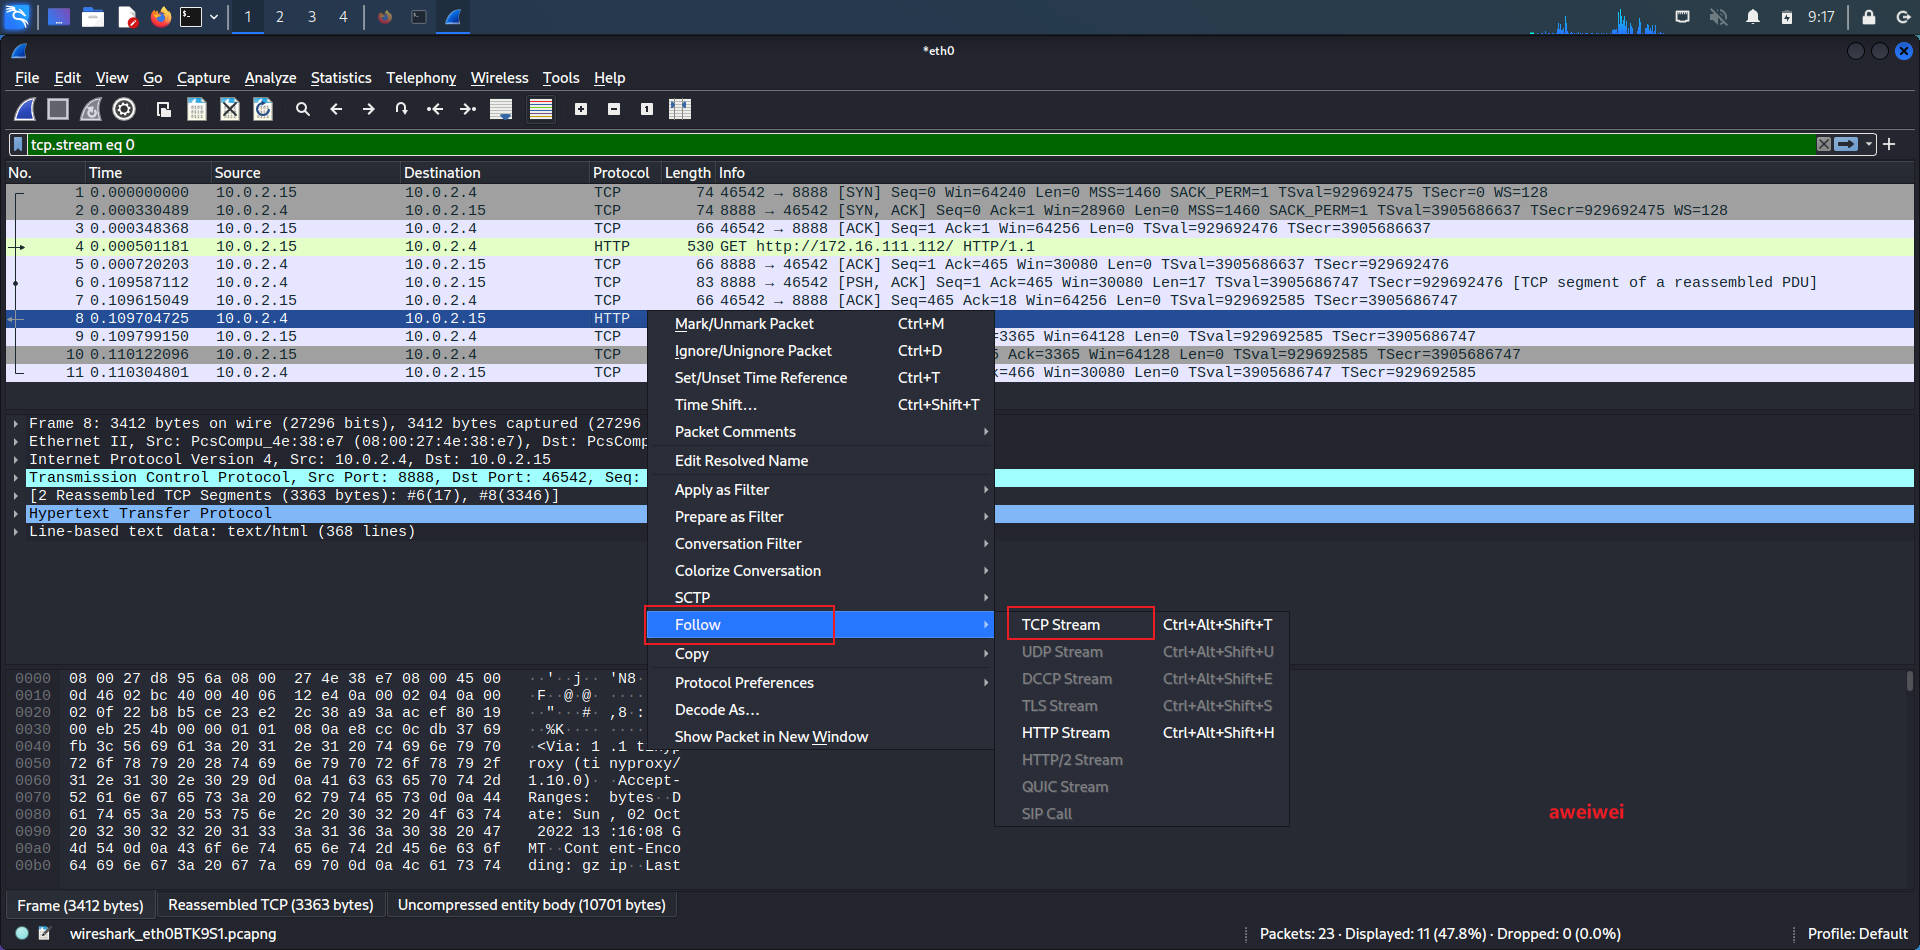 1 2 3 4 9:17
*eth0
File Edit View Go Capture Analyze Statistics Telephony Wireless Tools Help
tcp.stream eq 0
No. Time Source Destination Protocol Length Info
1 0.000000000 10.0.2.15 10.0.2.4 TCP 74 46542 → 8888 [SYN] Seq=0 Win=64240 Len=0 MSS=1460 SACK_PERM=1 TSval=929692475 TSecr=0 WS=128
2 0.000330489 10.0.2.4 10.0.2.15 TCP 74 8888 → 46542 [SYN, ACK] Seq=0 Ack=1 Win=28960 Len=0 MSS=1460 SACK_PERM=1 TSval=3905686637 TSecr=929692475 WS=128
3 0.000348368 10.0.2.15 10.0.2.4 TCP 66 46542 → 8888 [ACK] Seq=1 Ack=1 Win=64256 Len=0 TSval=929692476 TSecr=3905686637
4 0.000501181 10.0.2.15 10.0.2.4 HTTP 530 GET http://172.16.111.112/ HTTP/1.1
5 0.000720203 10.0.2.4 10.0.2.15 TCP 66 8888 → 46542 [ACK] Seq=1 Ack=465 Win=30080 Len=0 TSval=3905686637 TSecr=929692476
6 0.109587112 10.0.2.4 10.0.2.15 TCP 83 8888 → 46542 [PSH, ACK] Seq=1 Ack=465 Win=30080 Len=17 TSval=3905686747 TSecr=929692476 [TCP segment of a reassembled PDU]
7 0.109615049 10.0.2.15 10.0.2.4 TCP 66 46542 → 8888 [ACK] Seq=465 Ack=18 Win=64256 Len=0 TSval=929692585 TSecr=3905686747
8 0.109704725 10.0.2.4 10.0.2.15 HTTP
9 0.109799150 10.0.2.15 10.0.2.4 TCP =3365 Win=64128 Len=0 TSval=929692585 TSecr=3905686747
10 0.110122096 10.0.2.15 10.0.2.4 TCP 5 Ack=3365 Win=64128 Len=0 TSval=929692585 TSecr=3905686747
11 0.110304801 10.0.2.4 10.0.2.15 TCP k=466 Win=30080 Len=0 TSval=3905686747 TSecr=929692585
Mark/Unmark Packet Ctrl+M
Ignore/Unignore Packet Ctrl+D
Set/Unset Time Reference Ctrl+T
Time Shift... Ctrl+Shift+T
Packet Comments
Edit Resolved Name
Apply as Filter
Prepare as Filter
Conversation Filter
Colorize Conversation
SCTP
Follow
Copy
Protocol Preferences
Decode As...
Show Packet in New Window
TCP Stream Ctrl+Alt+Shift+T
UDP Stream Ctrl+Alt+Shift+U
DCCP Stream Ctrl+Alt+Shift+E
TLS Stream Ctrl+Alt+Shift+S
HTTP Stream Ctrl+Alt+Shift+H
HTTP/2 Stream
QUIC Stream
SIP Call
Frame 8: 3412 bytes on wire (27296 bits), 3412 bytes captured (27296
Ethernet II, Src: PcsCompu_4e:38:e7 (08:00:27:4e:38:e7), Dst: PcsComp
Internet Protocol Version 4, Src: 10.0.2.4, Dst: 10.0.2.15
Transmission Control Protocol, Src Port: 8888, Dst Port: 46542, Seq:
[2 Reassembled TCP Segments (3363 bytes): #6(17), #8(3346)]
Hypertext Transfer Protocol
Line-based text data: text/html (368 lines)
0000 08 00 27 d8 95 6a 08 00 27 4e 38 e7 08 00 45 00 ··'··j·· 'N8
0010 0d 46 02 bc 40 00 40 06 12 e4 0a 00 02 04 0a 00 ·F··@·@· ····
0020 02 0f 22 b8 b5 ce 23 e2 2c 38 a9 3a ac ef 80 19 ··"···#· ,8·:
0030 00 eb 25 4b 00 00 01 01 08 0a e8 cc 0c db 37 69 ··%K···· ····
0040 fb 3c 56 69 61 3a 20 31 2e 31 20 74 69 6e 79 70 ·<Via: 1 .1 tinyp
0050 72 6f 78 79 20 28 74 69 6e 79 70 72 6f 78 79 2f roxy (ti nyproxy/
0060 31 2e 31 30 2e 30 29 0d 0a 41 63 63 65 70 74 2d 1.10.0)· ·Accept-
0070 52 61 6e 67 65 73 3a 20 62 79 74 65 73 0d 0a 44 Ranges: bytes··D
0080 61 74 65 3a 20 53 75 6e 2c 20 30 32 20 4f 63 74 ate: Sun , 02 Oct
0090 20 32 30 32 32 20 31 33 3a 31 36 3a 30 38 20 47 2022 13 :16:08 G
00a0 4d 54 0d 0a 43 6f 6e 74 65 6e 74 2d 45 6e 63 6f MT··Cont ent-Enco
00b0 64 69 6e 67 3a 20 67 7a 69 70 0d 0a 4c 61 73 74 ding: gz ip··Last
aweiwei
Frame (3412 bytes) Reassembled TCP (3363 bytes) Uncompressed entity body (10701 bytes)
wireshark_eth0BTK9S1.pcapng Packets: 23 · Displayed: 11 (47.8%) · Dropped: 0 (0.0%) Profile: Default